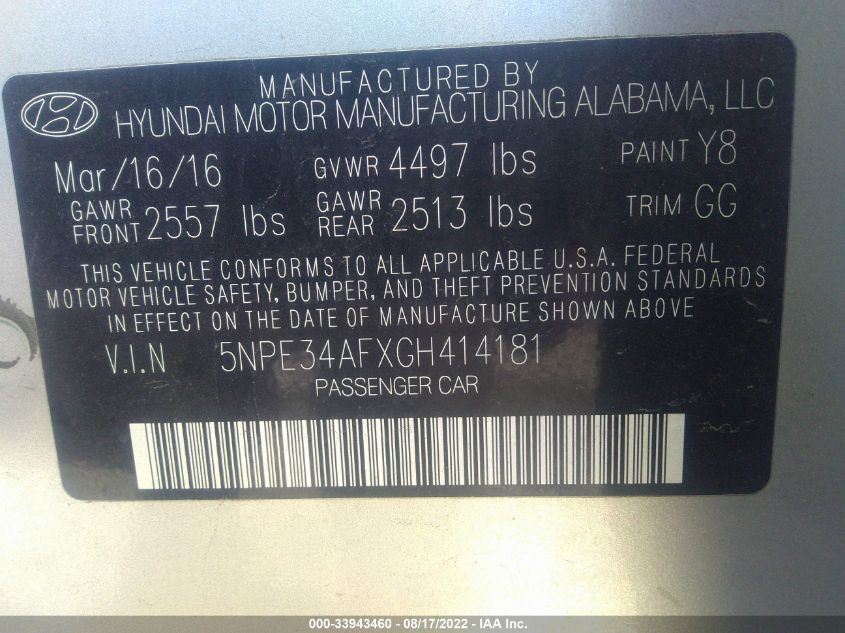 MANUFACTURED BY
HYUNDAI MOTOR MANUFACTURING ALABAMA, LLC
Mar/16/16 GVWR 4497 lbs PAINT Y8
GAWR FRONT 2557 lbs GAWR REAR 2513 lbs TRIM GG
THIS VEHICLE CONFORMS TO ALL APPLICABLE U.S.A. FEDERAL
MOTOR VEHICLE SAFETY, BUMPER, AND THEFT PREVENTION STANDARDS
IN EFFECT ON THE DATE OF MANUFACTURE SHOWN ABOVE
V.I.N 5NPE34AFXGH414181
PASSENGER CAR
000-33943460 - 08/17/2022 - IAA Inc.